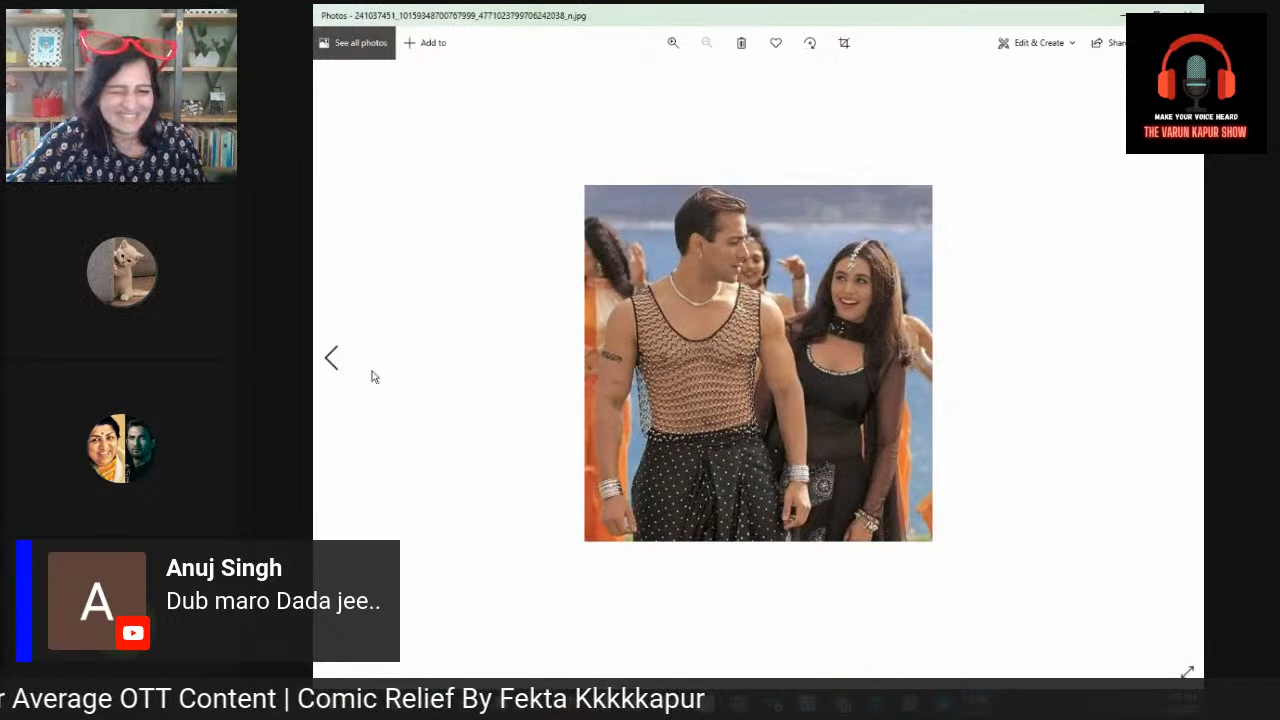 Photos - 241037451_10159348700767999_4771023799706242038_n.jpg
See all photos
Add to
Edit & Create
MAKE YOUR VOICE HEARD
THE VARUN KAPUR SHOW
A
Anuj Singh
Dub maro Dada jee..
r Average OTT Content | Comic Relief By Fekta Kkkkkapur